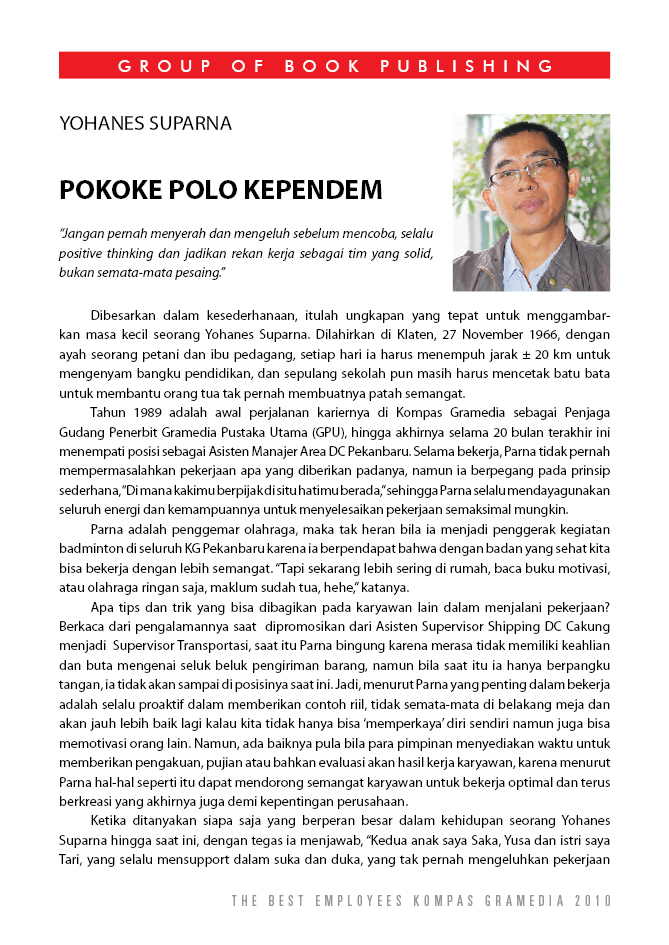 GROUP OF BOOK PUBLISHING
YOHANES SUPARNA
POKOKE POLO KEPENDEM
“Jangan pernah menyerah dan mengeluh sebelum mencoba, selalu
positive thinking dan jadikan rekan kerja sebagai tim yang solid,
bukan semata-mata pesaing.”
Dibesarkan dalam kesederhanaan, itulah ungkapan yang tepat untuk menggambar-
kan masa kecil seorang Yohanes Suparna. Dilahirkan di Klaten, 27 November 1966, dengan
ayah seorang petani dan ibu pedagang, setiap hari ia harus menempuh jarak ± 20 km untuk
mengenyam bangku pendidikan, dan sepulang sekolah pun masih harus mencetak batu bata
untuk membantu orang tua tak pernah membuatnya patah semangat.
Tahun 1989 adalah awal perjalanan kariernya di Kompas Gramedia sebagai Penjaga
Gudang Penerbit Gramedia Pustaka Utama (GPU), hingga akhirnya selama 20 bulan terakhir ini
menempati posisi sebagai Asisten Manajer Area DC Pekanbaru. Selama bekerja, Parna tidak pernah
mempermasalahkan pekerjaan apa yang diberikan padanya, namun ia berpegang pada prinsip
sederhana, “Di mana kakimu berpijak di situ hatimu berada,” sehingga Parna selalu mendayagunakan
seluruh energi dan kemampuannya untuk menyelesaikan pekerjaan semaksimal mungkin.
Parna adalah penggemar olahraga, maka tak heran bila ia menjadi penggerak kegiatan
badminton di seluruh KG Pekanbaru karena ia berpendapat bahwa dengan badan yang sehat kita
bisa bekerja dengan lebih semangat. “Tapi sekarang lebih sering di rumah, baca buku motivasi,
atau olahraga ringan saja, maklum sudah tua, hehe,” katanya.
Apa tips dan trik yang bisa dibagikan pada karyawan lain dalam menjalani pekerjaan?
Berkaca dari pengalamannya saat dipromosikan dari Asisten Supervisor Shipping DC Cakung
menjadi Supervisor Transportasi, saat itu Parna bingung karena merasa tidak memiliki keahlian
dan buta mengenai seluk beluk pengiriman barang, namun bila saat itu ia hanya berpangku
tangan, ia tidak akan sampai di posisinya saat ini. Jadi, menurut Parna yang penting dalam bekerja
adalah selalu proaktif dalam memberikan contoh riil, tidak semata-mata di belakang meja dan
akan jauh lebih baik lagi kalau kita tidak hanya bisa ‘memperkaya’ diri sendiri namun juga bisa
memotivasi orang lain. Namun, ada baiknya pula bila para pimpinan menyediakan waktu untuk
memberikan pengakuan, pujian atau bahkan evaluasi akan hasil kerja karyawan, karena menurut
Parna hal-hal seperti itu dapat mendorong semangat karyawan untuk bekerja optimal dan terus
berkreasi yang akhirnya juga demi kepentingan perusahaan.
Ketika ditanyakan siapa saja yang berperan besar dalam kehidupan seorang Yohanes
Suparna hingga saat ini, dengan tegas ia menjawab, “Kedua anak saya Saka, Yusa dan istri saya
Tari, yang selalu mensupport dalam suka dan duka, yang tak pernah mengeluhkan pekerjaan
THE BEST EMPLOYEES KOMPAS GRAMEDIA 2010